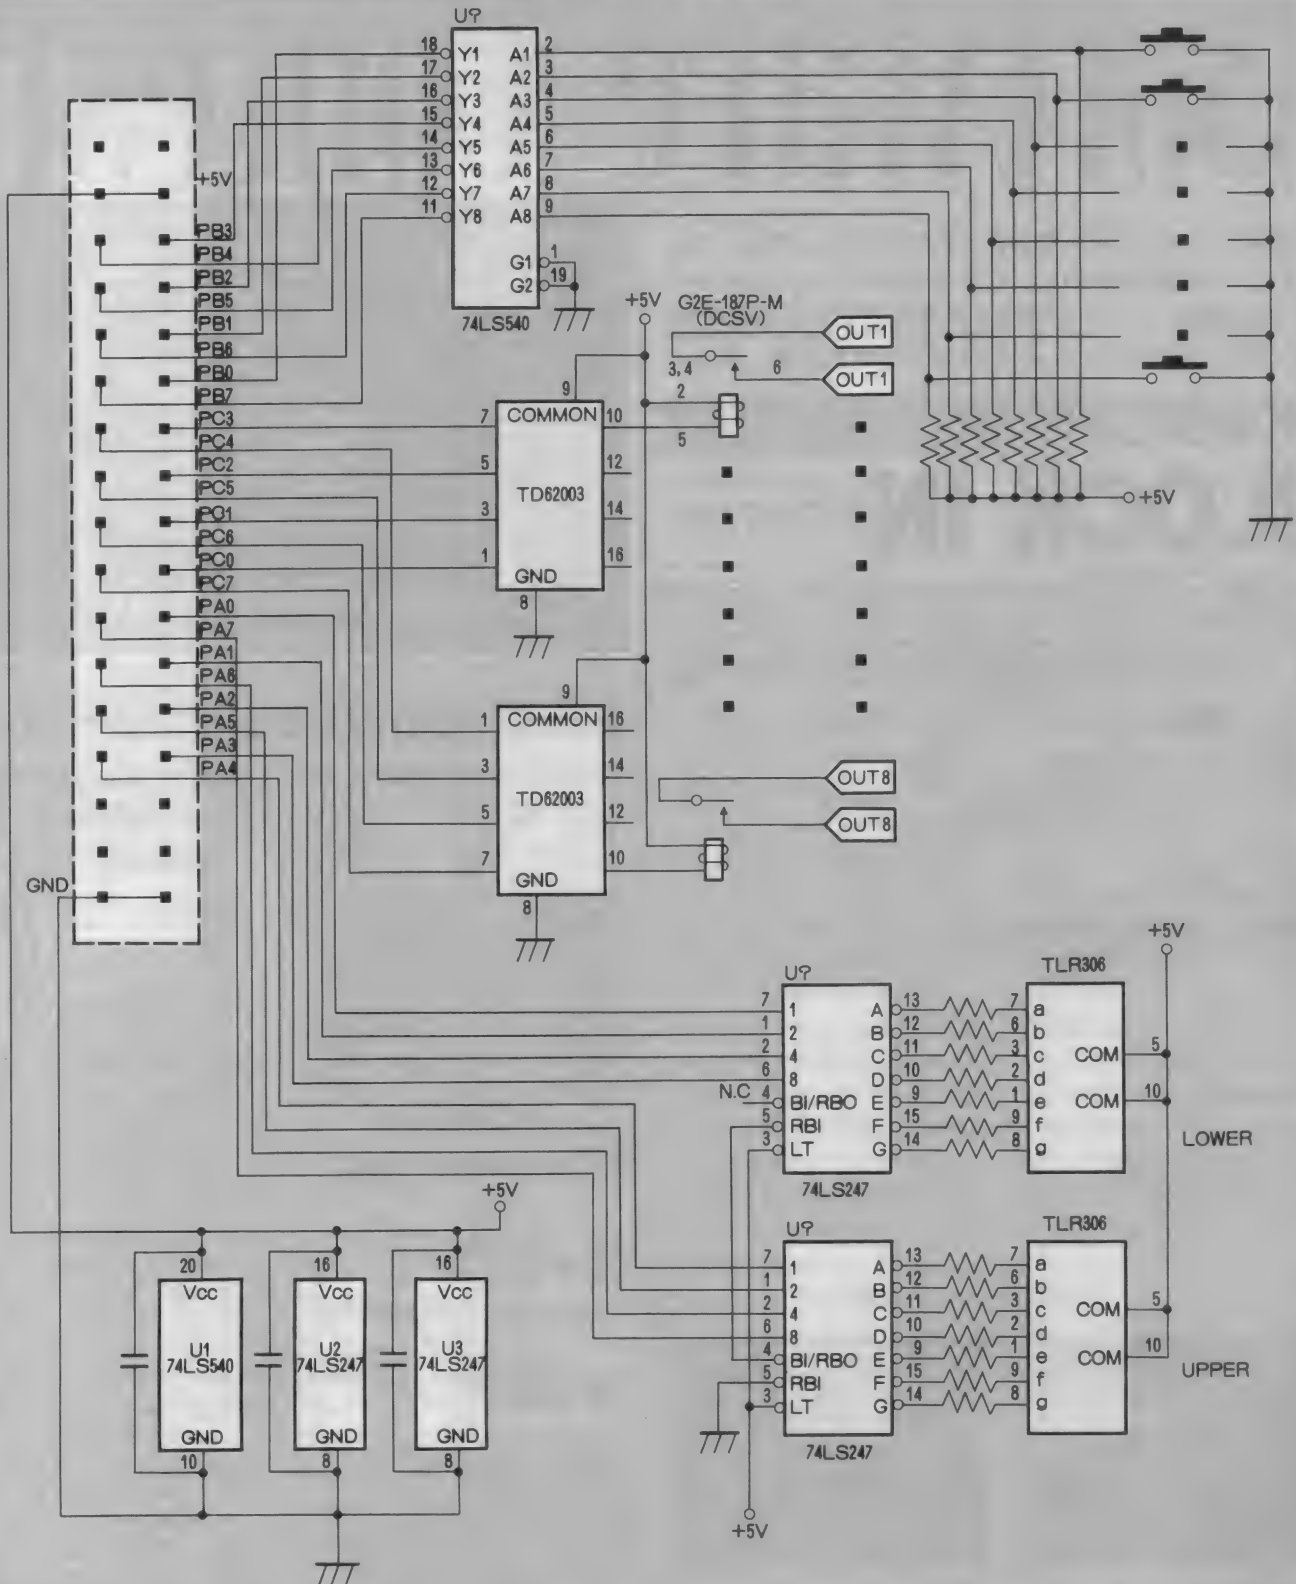 U?
18 Y1 A1 2
17 Y2 A2 3
16 Y3 A3 4
15 Y4 A4 5
14 Y5 A5 6
13 Y6 A6 7
12 Y7 A7 8
11 Y8 A8 9
G1 1
G2 19
74LS540
+5V
PB3
PB4
PB2
PB5
PB1
PB6
PB0
PB7
PC3
PC4
PC2
PC5
PC1
PC6
PC0
PC7
PA0
PA7
PA1
PA6
PA2
PA5
PA3
PA4
GND
+5V
G2E-187P-M
(DCSV)
OUT1
3,4
6
OUT1
2
5
+5V
9
7 COMMON 10
5 12
TD62003
3 14
1 16
GND
8
9
1 COMMON 16
3 14
TD62003
5 12
7 10
GND
8
OUT8
OUT8
+5V
U?
TLR306
7 1 A 13 7 a
1 2 B 12 6 b
2 4 C 11 3 c COM 5
6 8 D 10 2 d
N.C 4 BI/RBO E 9 1 e COM 10
5 RBI F 15 9 f
3 LT G 14 8 g
LOWER
74LS247
U?
TLR306
7 1 A 13 7 a
1 2 B 12 6 b
2 4 C 11 3 c COM 5
6 8 D 10 2 d
4 BI/RBO E 9 1 e COM 10
5 RBI F 15 9 f
3 LT G 14 8 g
UPPER
74LS247
+5V
+5V
20 16 16
Vcc Vcc Vcc
U1 U2 U3
74LS540 74LS247 74LS247
GND GND GND
10 8 8